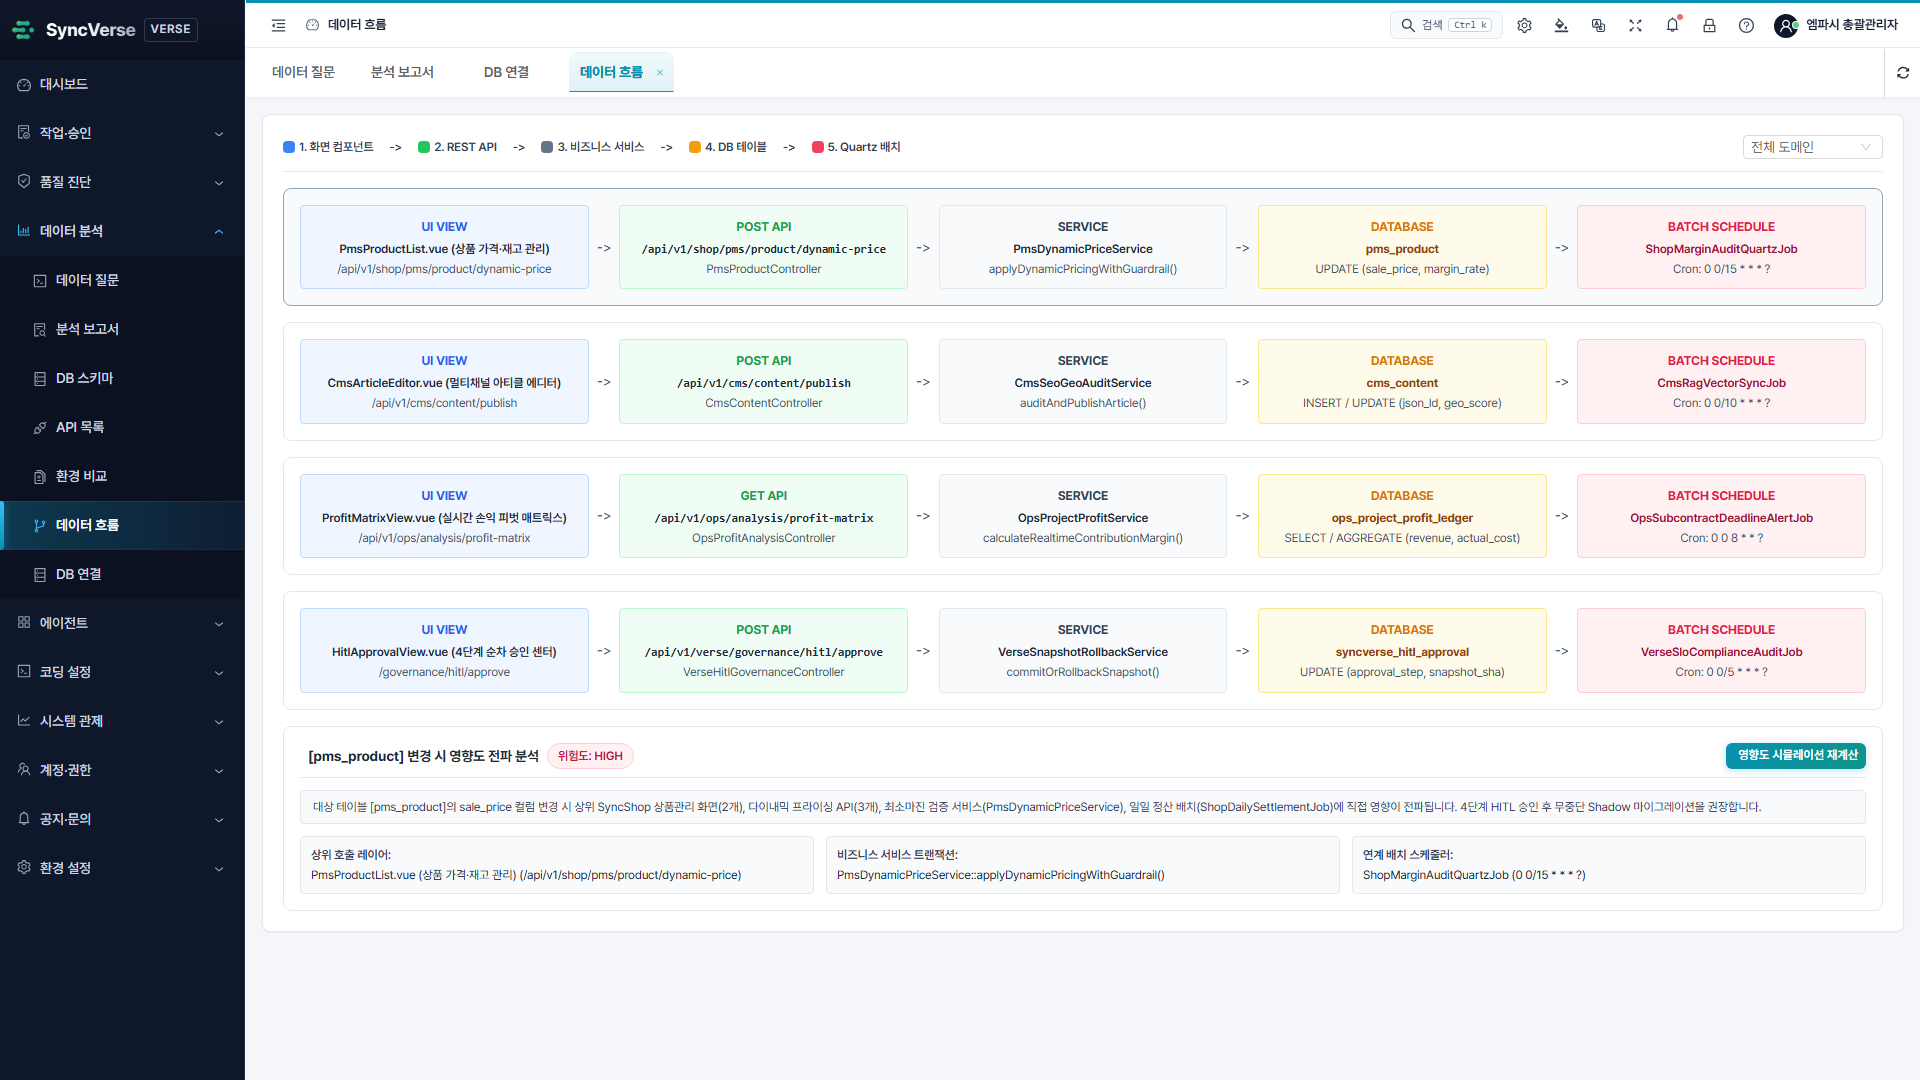 SyncVerse VERSE
대시보드
작업·승인
품질 진단
데이터 분석
데이터 질문
분석 보고서
DB 스키마
API 목록
환경 비교
데이터 흐름
DB 연결
에이전트
코딩 설정
시스템 관제
계정·권한
공지·문의
환경 설정
데이터 흐름
검색 Ctrl k
엠파시 총괄관리자
데이터 질문 분석 보고서 DB 연결 데이터 흐름 ×
1. 화면 컴포넌트 -> 2. REST API -> 3. 비즈니스 서비스 -> 4. DB 테이블 -> 5. Quartz 배치
전체 도메인
UI VIEW
PmsProductList.vue (상품 가격·재고 관리)
/api/v1/shop/pms/product/dynamic-price
->
POST API
/api/v1/shop/pms/product/dynamic-price
PmsProductController
->
SERVICE
PmsDynamicPriceService
applyDynamicPricingWithGuardrail()
->
DATABASE
pms_product
UPDATE (sale_price, margin_rate)
->
BATCH SCHEDULE
ShopMarginAuditQuartzJob
Cron: 0 0/15 * * * ?
UI VIEW
CmsArticleEditor.vue (멀티채널 아티클 에디터)
/api/v1/cms/content/publish
->
POST API
/api/v1/cms/content/publish
CmsContentController
->
SERVICE
CmsSeoGeoAuditService
auditAndPublishArticle()
->
DATABASE
cms_content
INSERT / UPDATE (json_ld, geo_score)
->
BATCH SCHEDULE
CmsRagVectorSyncJob
Cron: 0 0/10 * * * ?
UI VIEW
ProfitMatrixView.vue (실시간 손익 피벗 매트릭스)
/api/v1/ops/analysis/profit-matrix
->
GET API
/api/v1/ops/analysis/profit-matrix
OpsProfitAnalysisController
->
SERVICE
OpsProjectProfitService
calculateRealtimeContributionMargin()
->
DATABASE
ops_project_profit_ledger
SELECT / AGGREGATE (revenue, actual_cost)
->
BATCH SCHEDULE
OpsSubcontractDeadlineAlertJob
Cron: 0 0 8 * * ?
UI VIEW
HitlApprovalView.vue (4단계 순차 승인 센터)
/governance/hitl/approve
->
POST API
/api/v1/verse/governance/hitl/approve
VerseHitlGovernanceController
->
SERVICE
VerseSnapshotRollbackService
commitOrRollbackSnapshot()
->
DATABASE
syncverse_hitl_approval
UPDATE (approval_step, snapshot_sha)
->
BATCH SCHEDULE
VerseSloComplianceAuditJob
Cron: 0 0/5 * * * ?
[pms_product] 변경 시 영향도 전파 분석 위험도: HIGH
영향도 시뮬레이션 재계산
대상 테이블 [pms_product]의 sale_price 컬럼 변경 시 상위 SyncShop 상품관리 화면(2개), 다이내믹 프라이싱 API(3개), 최소마진 검증 서비스(PmsDynamicPriceService), 일일 정산 배치(ShopDailySettlementJob)에 직접 영향이 전파됩니다. 4단계 HITL 승인 후 무중단 Shadow 마이그레이션을 권장합니다.
상위 호출 레이어:
PmsProductList.vue (상품 가격·재고 관리) (/api/v1/shop/pms/product/dynamic-price)
비즈니스 서비스 트랜잭션:
PmsDynamicPriceService::applyDynamicPricingWithGuardrail()
연계 배치 스케줄러:
ShopMarginAuditQuartzJob (0 0/15 * * * ?)